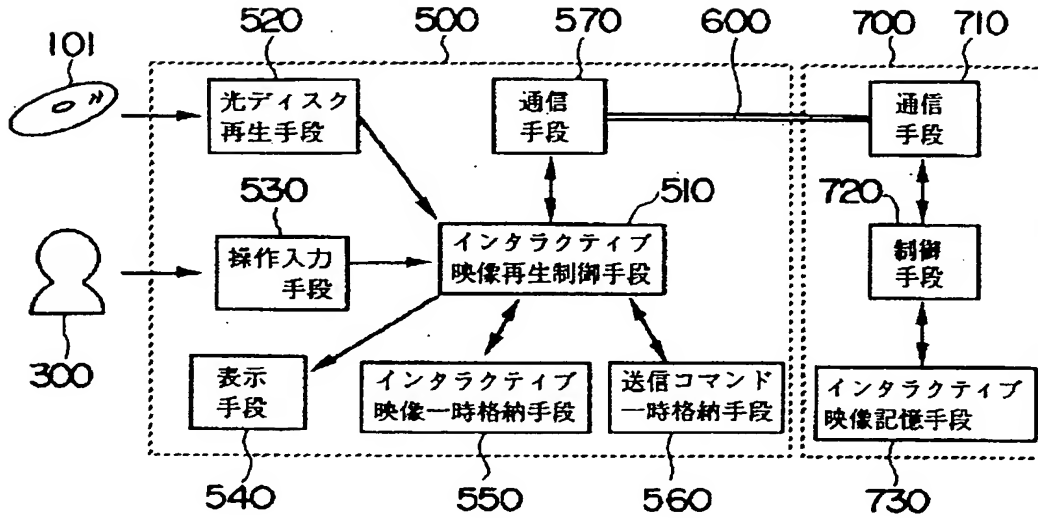 520
500
570
600
700
710
101
光ディスク
再生手段
通信
手段
通信
手段
530
510
720
操作入力
手段
インタラクティブ
映像再生制御手段
制御
手段
300
表示
手段
インタラクティブ
映像一時格納手段
送信コマンド
一時格納手段
インタラクティブ
映像記憶手段
540
550
560
730